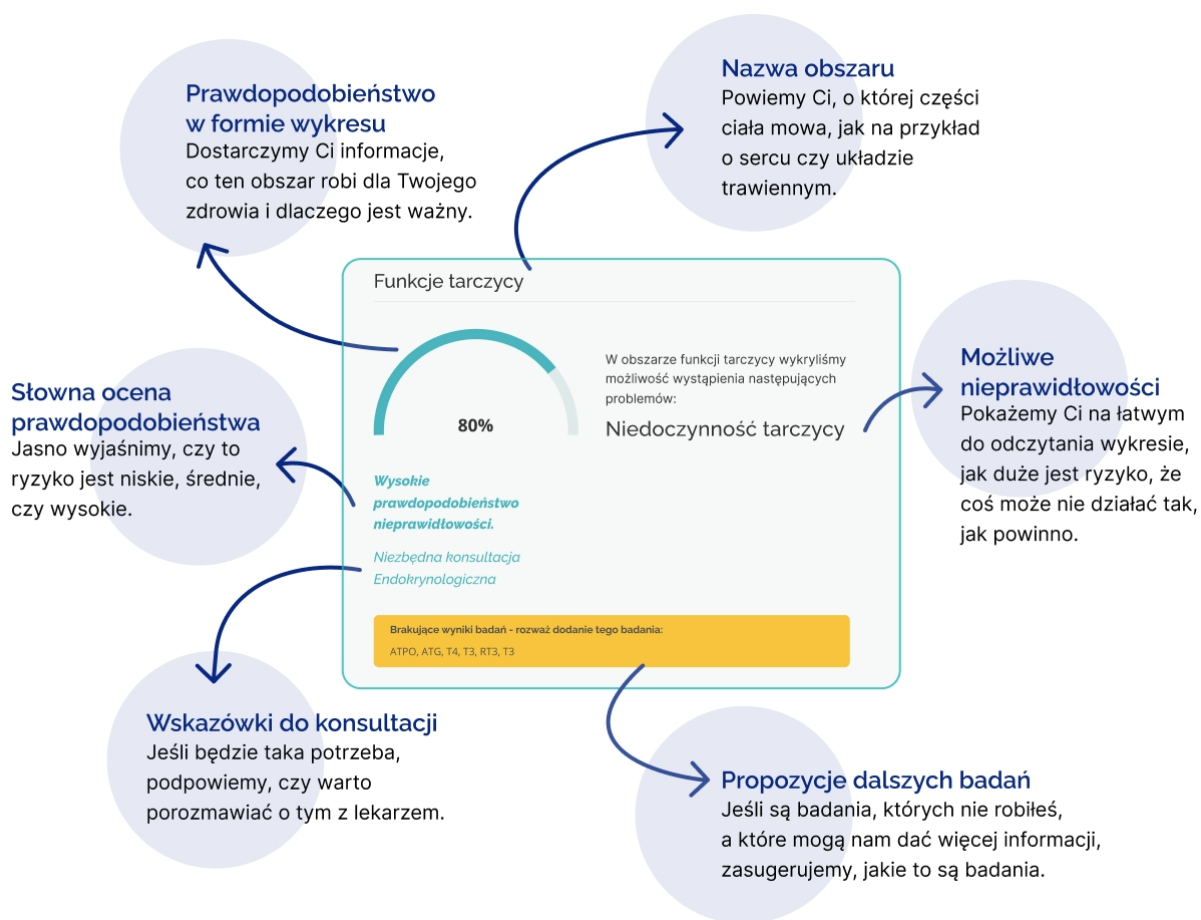 Prawdopodobieństwo
w formie wykresu
Dostarczymy Ci informacje,
co ten obszar robi dla Twojego
zdrowia i dlaczego jest ważny.
Nazwa obszaru
Powiemy Ci, o której części
ciała mowa, jak na przykład
o sercu czy układzie
trawiennym.
Funkcje tarczycy
80%
W obszarze funkcji tarczycy wykryliśmy
możliwość wystąpienia następujących
problemów:
Niedoczynność tarczycy
Wysokie
prawdopodobieństwo
nieprawidłowości.
Niezbędna konsultacja
Endokrynologiczna
Brakujące wyniki badań - rozważ dodanie tego badania:
ATPO, ATG, T4, T3, RT3, T3
Słowna ocena
prawdopodobieństwa
Jasno wyjaśnimy, czy to
ryzyko jest niskie, średnie,
czy wysokie.
Możliwe
nieprawidłowości
Pokażemy Ci na łatwym
do odczytania wykresie,
jak duże jest ryzyko, że
coś może nie działać tak,
jak powinno.
Wskazówki do konsultacji
Jeśli będzie taka potrzeba,
podpowiemy, czy warto
porozmawiać o tym z lekarzem.
Propozycje dalszych badań
Jeśli są badania, których nie robiłeś,
a które mogą nam dać więcej informacji,
zasugerujemy, jakie to są badania.